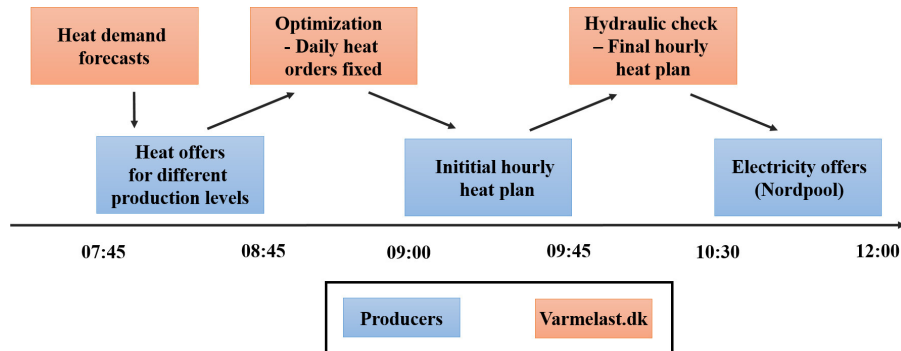 Heat demand
forecasts
Optimization
- Daily heat
orders fixed
Hydraulic check
– Final hourly
heat plan
Heat offers
for different
production levels
Inititial hourly
heat plan
Electricity offers
(Nordpool)
07:45
08:45
09:00
09:45
10:30
12:00
Producers
Varmelast.dk